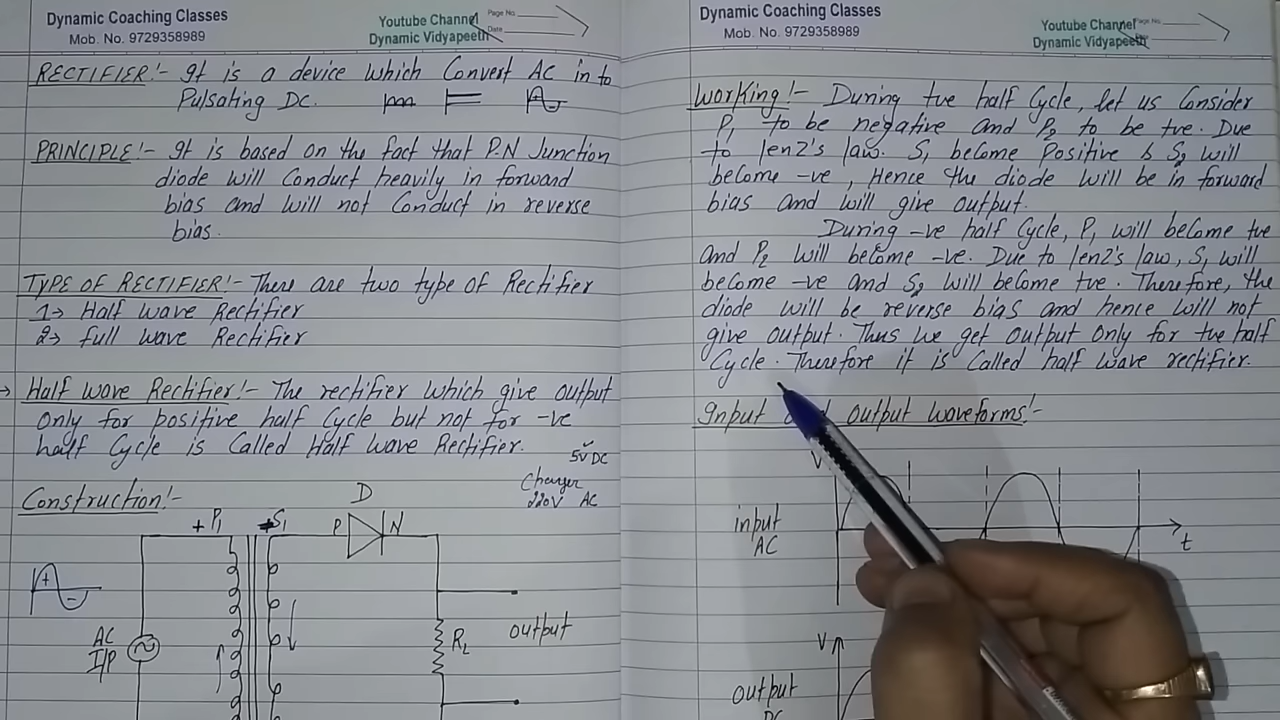 Dynamic Coaching Classes
Mob. No. 9729358989
Youtube Channel
Dynamic Vidyapeeth
Page No.
Date
RECTIFIER:- It is a device which Convert AC in to
Pulsating DC.
PRINCIPLE:- It is based on the fact that P.N Junction
diode will Conduct heavily in forward
bias and will not Conduct in reverse
bias.
TYPE OF RECTIFIER:- There are two type of Rectifier
1→ Half wave Rectifier
2→ full wave Rectifier
→ Half wave Rectifier:- The rectifier which give output
Only for positive half Cycle but not for -ve
half Cycle is Called Half wave Rectifier.
5V DC
Charger
220V AC
Construction:-
D
+ P1
S1
P
N
+
-
AC
I/P
RL
output
Dynamic Coaching Classes
Mob. No. 9729358989
Youtube Channel
Dynamic Vidyapeeth
Page No.
Working:- During +ve half Cycle, let us Consider
P1 to be negative and P2 to be +ve. Due
to lenz's law. S1 become Positive & S2 will
become -ve, Hence the diode will be in forward
bias and will give output.
During -ve half Cycle, P1 will become +ve
and P2 will become -ve. Due to lenz's law, S1 will
become -ve and S2 will become +ve. Therefore, the
diode will be reverse bias and hence will not
give output. Thus we get output Only for the half
Cycle. Therefore it is Called half wave rectifier.
Input output waveforms:-
V
input
AC
t
V
output
DC